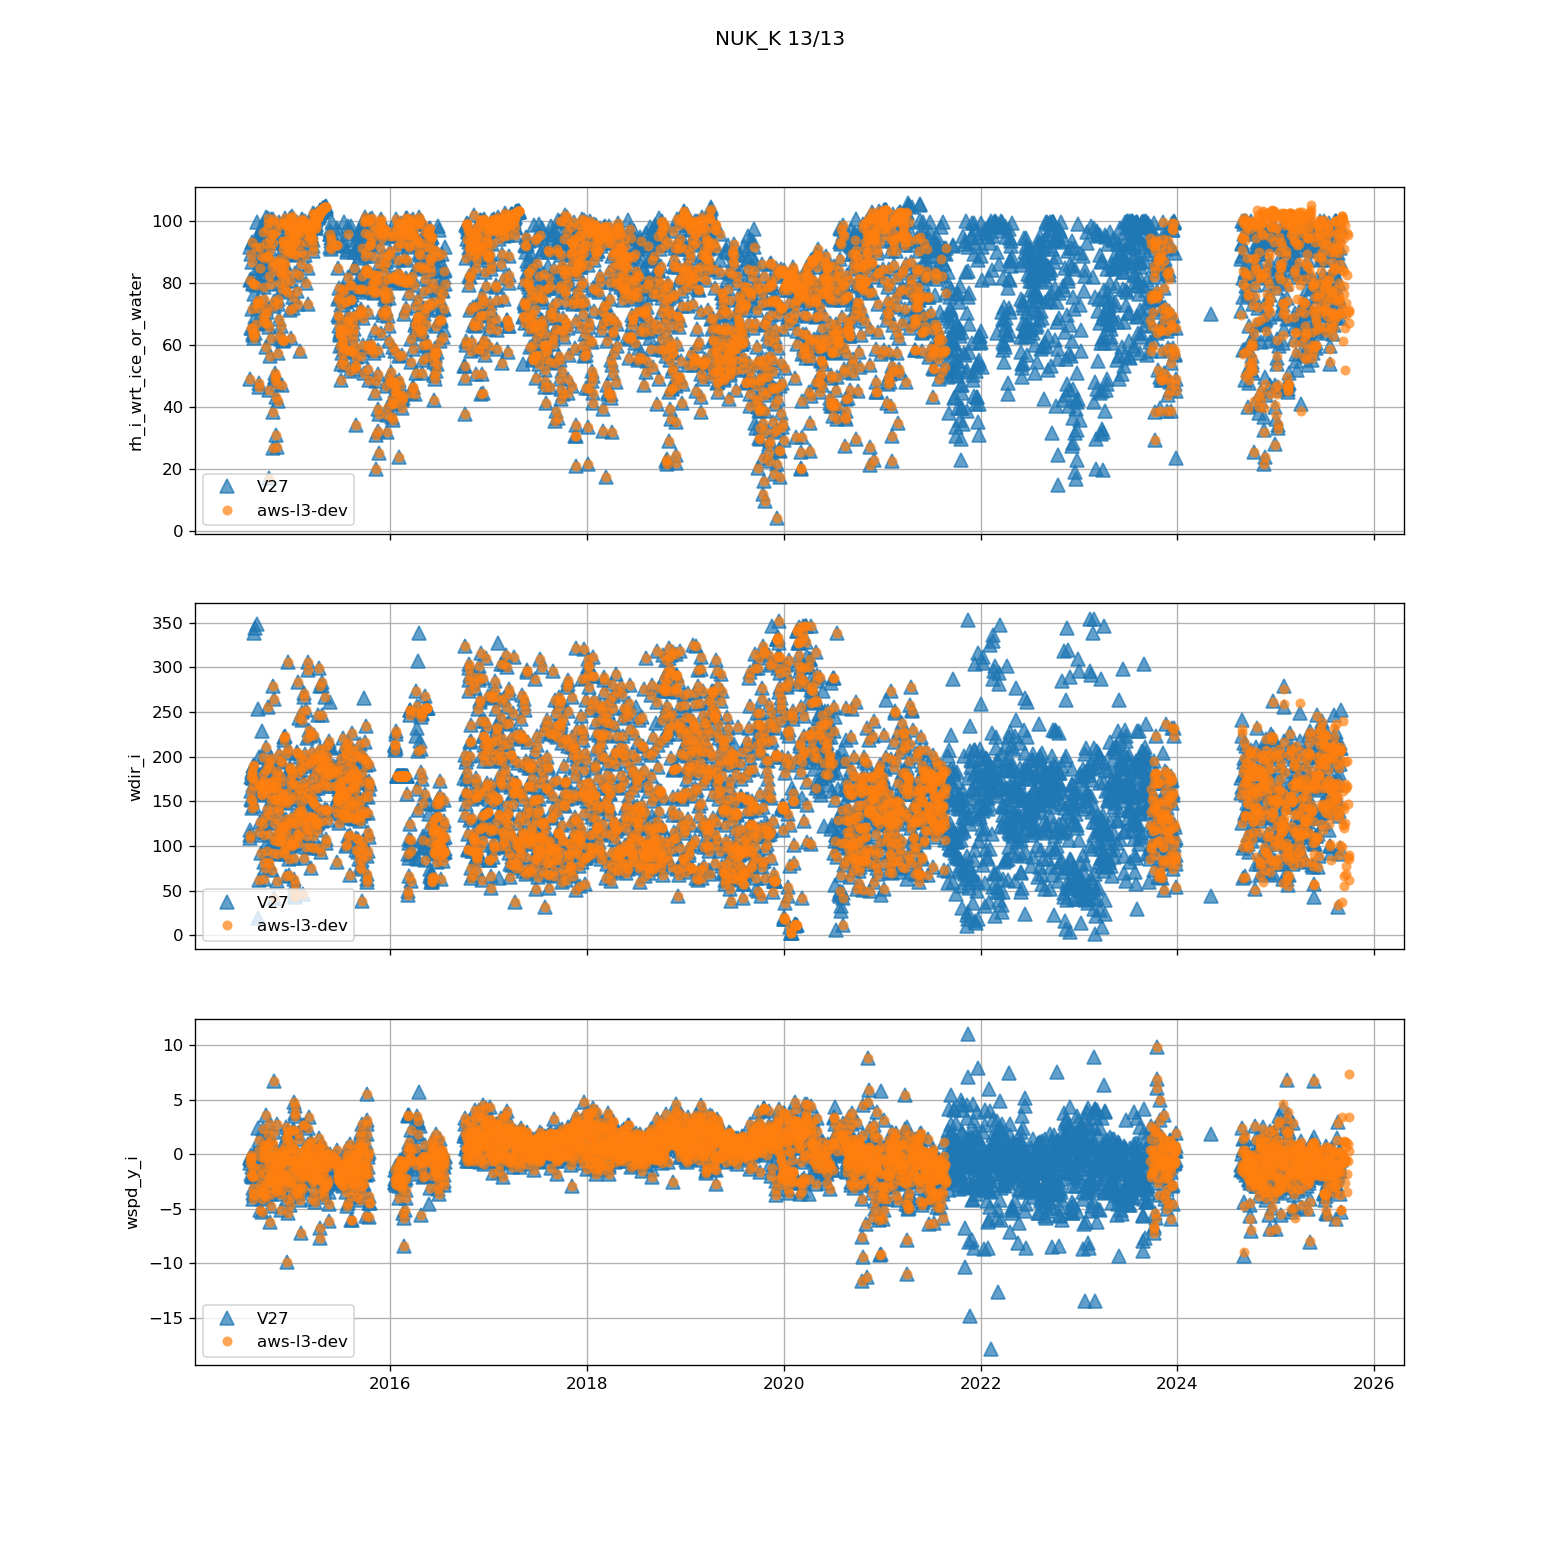 NUK_K 13/13
rh_i_wrt_ice_or_water
100
80
60
40
20
0
V27
aws-l3-dev
wdir_i
350
300
250
200
150
100
50
0
V27
aws-l3-dev
wspd_y_i
10
5
0
−5
−10
−15
V27
aws-l3-dev
2016 2018 2020 2022 2024 2026